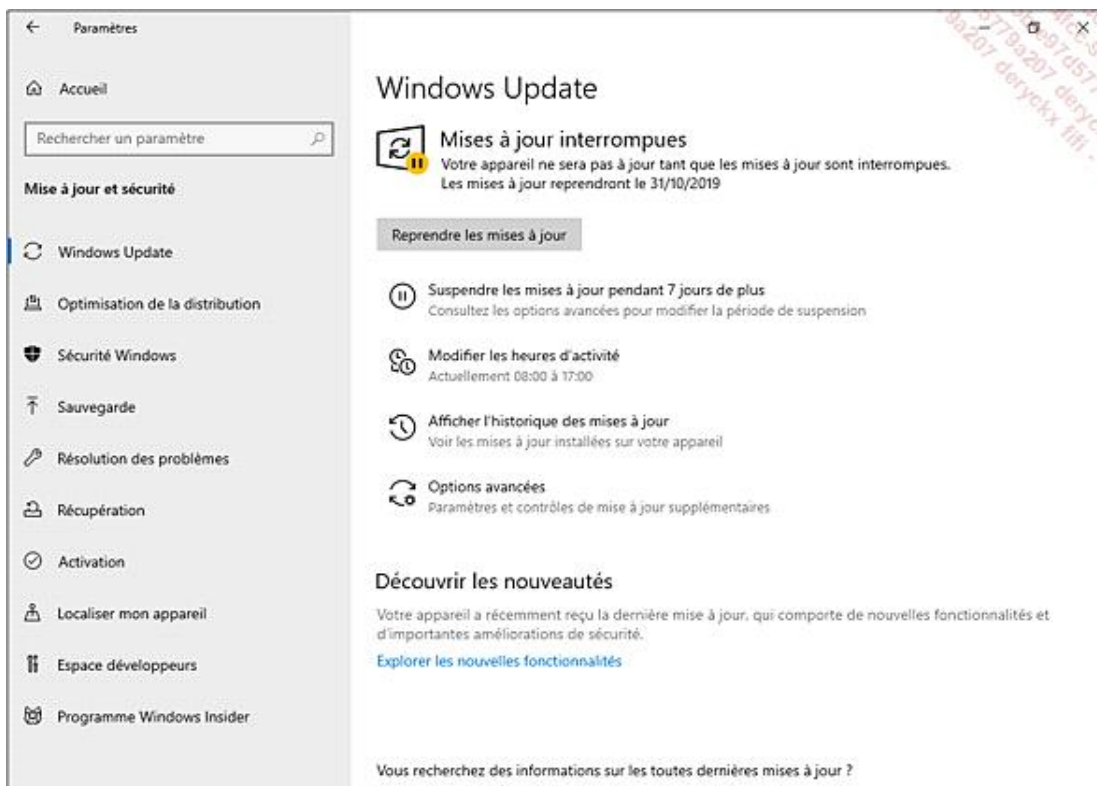 Paramètres
Accueil
Rechercher un paramètre
Mise à jour et sécurité
Windows Update
Optimisation de la distribution
Sécurité Windows
Sauvegarde
Résolution des problèmes
Récupération
Activation
Localiser mon appareil
Espace développeurs
Programme Windows Insider
Windows Update
Mises à jour interrompues
Votre appareil ne sera pas à jour tant que les mises à jour sont interrompues.
Les mises à jour reprendront le 31/10/2019
Reprendre les mises à jour
Suspendre les mises à jour pendant 7 jours de plus
Consultez les options avancées pour modifier la période de suspension
Modifier les heures d'activité
Actuellement 08:00 à 17:00
Afficher l'historique des mises à jour
Voir les mises à jour installées sur votre appareil
Options avancées
Paramètres et contrôles de mise à jour supplémentaires
Découvrir les nouveautés
Votre appareil a récemment reçu la dernière mise à jour, qui comporte de nouvelles fonctionnalités et
d'importantes améliorations de sécurité.
Explorer les nouvelles fonctionnalités
Vous recherchez des informations sur les toutes dernières mises à jour ?
deryckx fifi -